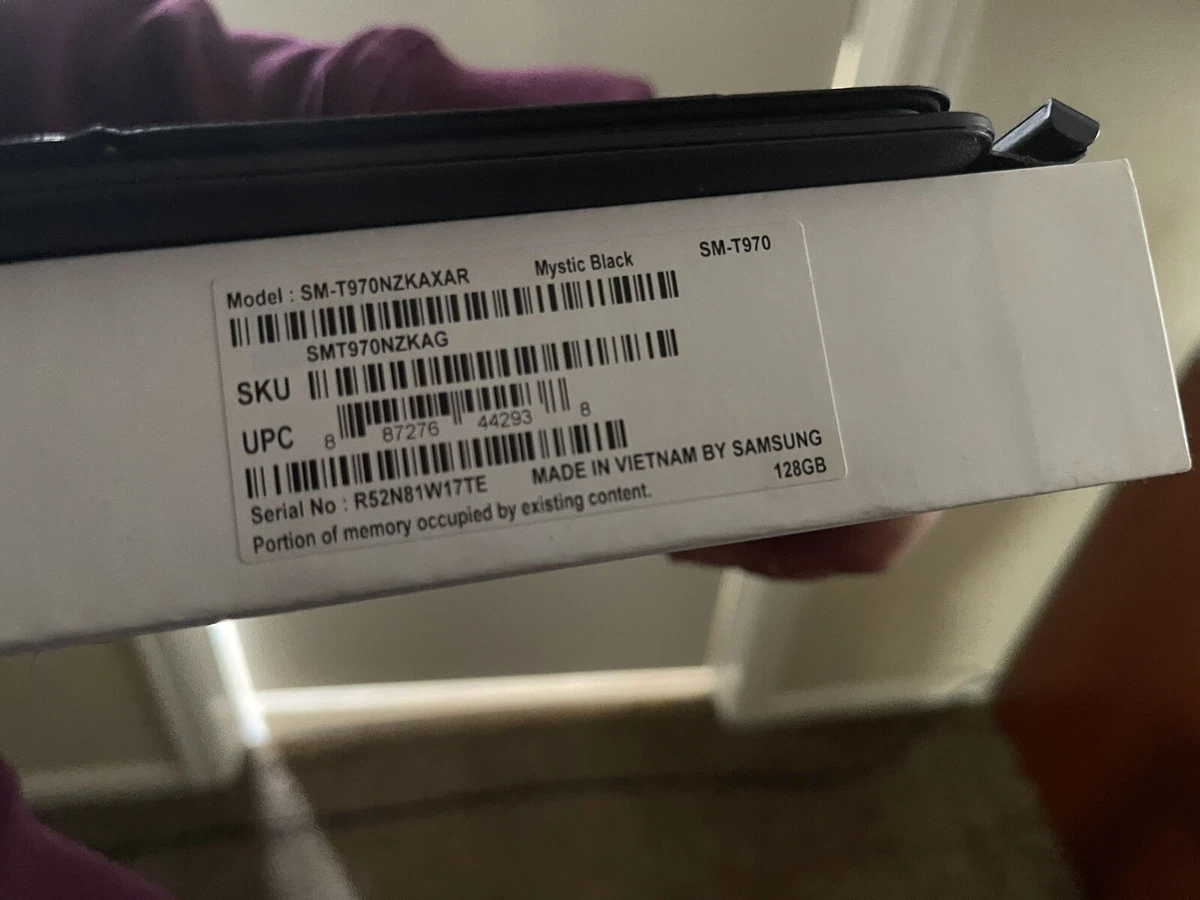 Model : SM-T970NZKAXAR Mystic Black SM-T970
SMT970NZKAG
SKU
UPC 8 87276 44293 8
Serial No : R52N81W17TE MADE IN VIETNAM BY SAMSUNG
Portion of memory occupied by existing content. 128GB